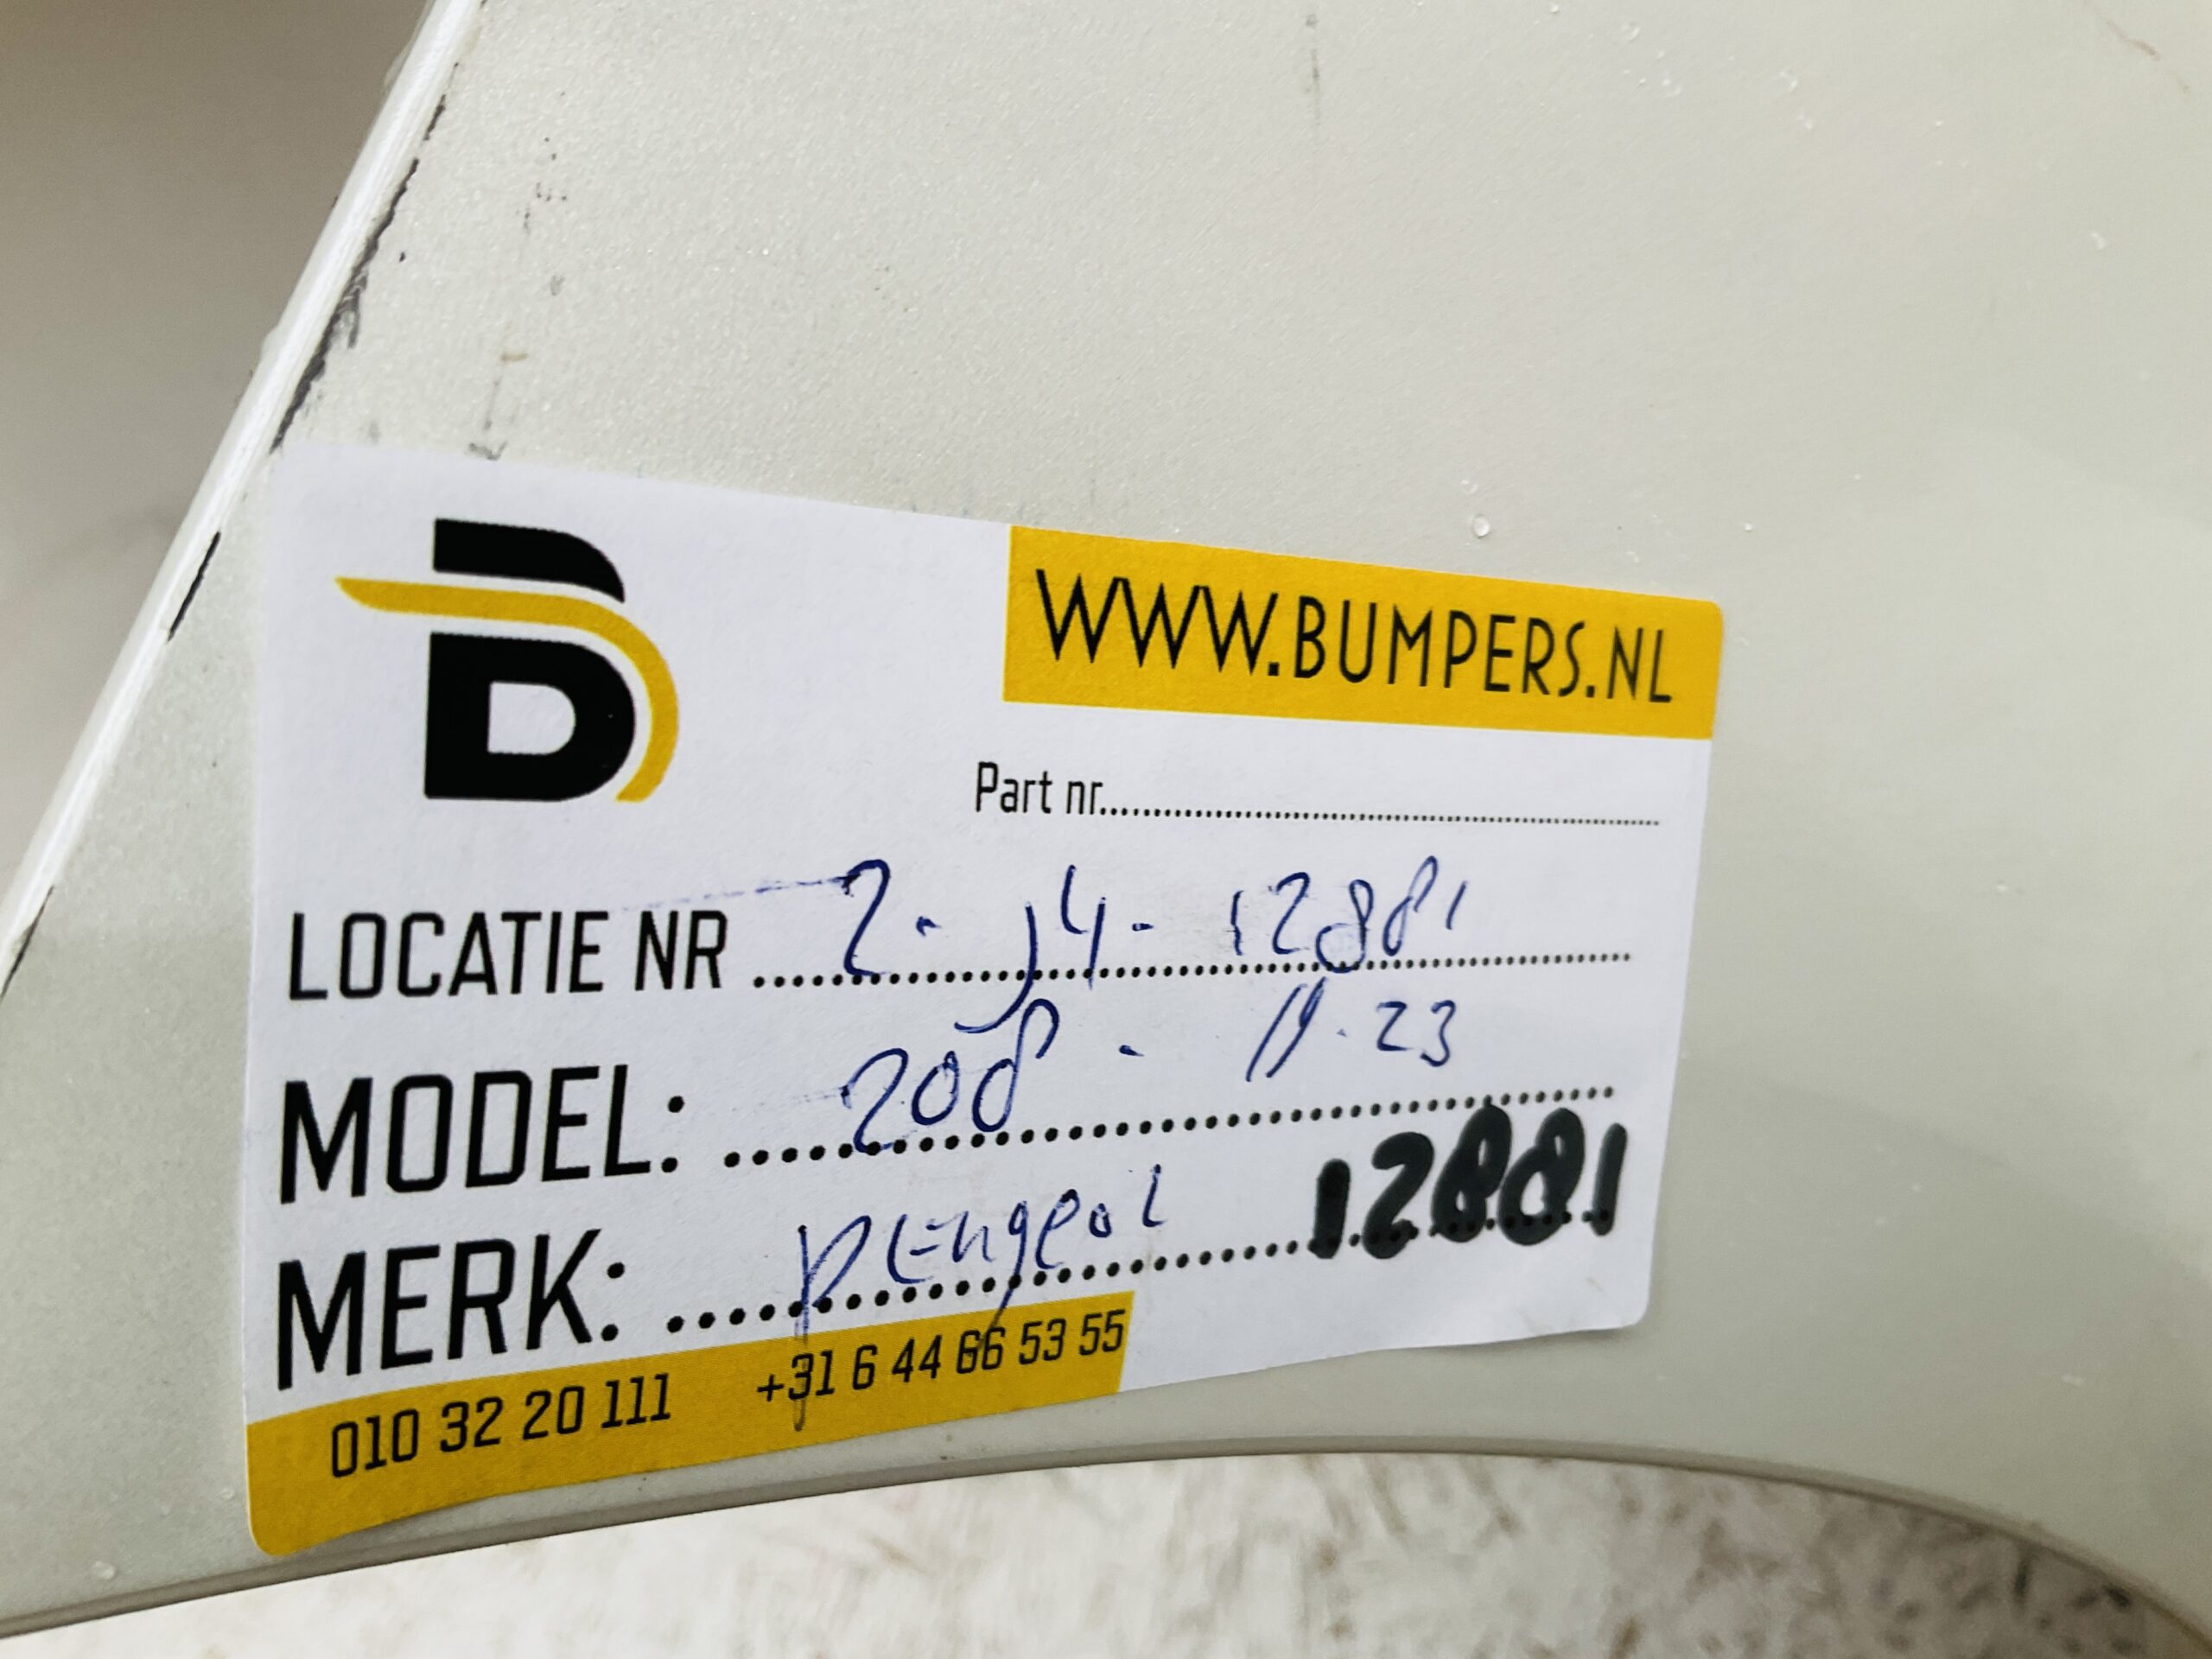 B
WWW.BUMPERS.NL
Part nr..........
LOCATIE NR 2 - J4 - 12881
MODEL: 208 - 11.23
MERK: peugeot 12881
010 32 20 111 +31 6 44 66 53 55